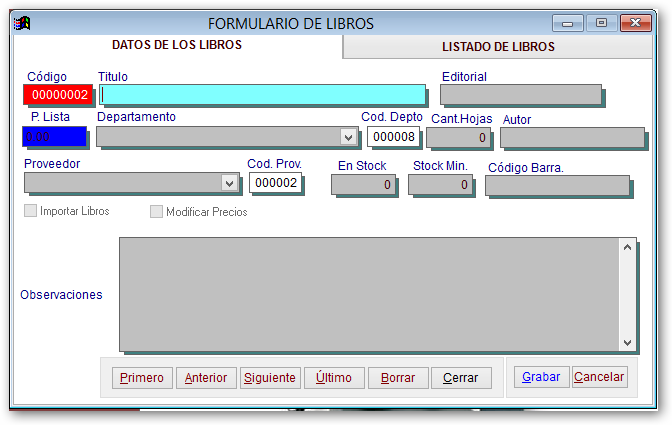 FORMULARIO DE LIBROS
DATOS DE LOS LIBROS LISTADO DE LIBROS
Código Titulo Editorial
00000002
P. Lista Departamento Cod. Depto Cant.Hojas Autor
0.00 000008 0
Proveedor Cod. Prov. En Stock Stock Min. Código Barra.
000002 0 0
Importar Libros Modificar Precios
Observaciones
Primero Anterior Siguiente Último Borrar Cerrar Grabar Cancelar